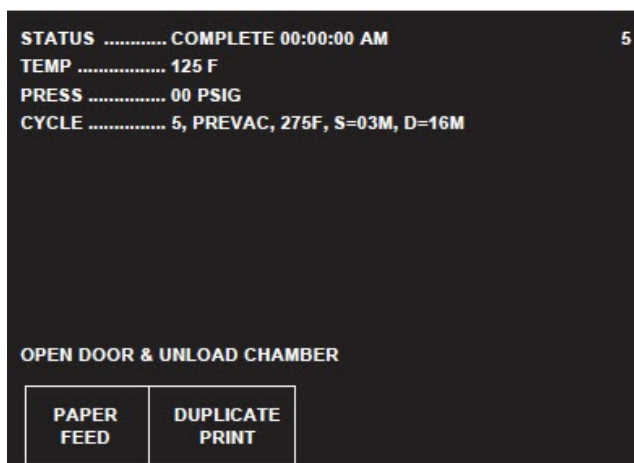 STATUS ............ COMPLETE 00:00:00 AM 5
TEMP ................. 125 F
PRESS ............... 00 PSIG
CYCLE ............... 5, PREVAC, 275F, S=03M, D=16M
OPEN DOOR & UNLOAD CHAMBER
PAPER FEED
DUPLICATE PRINT